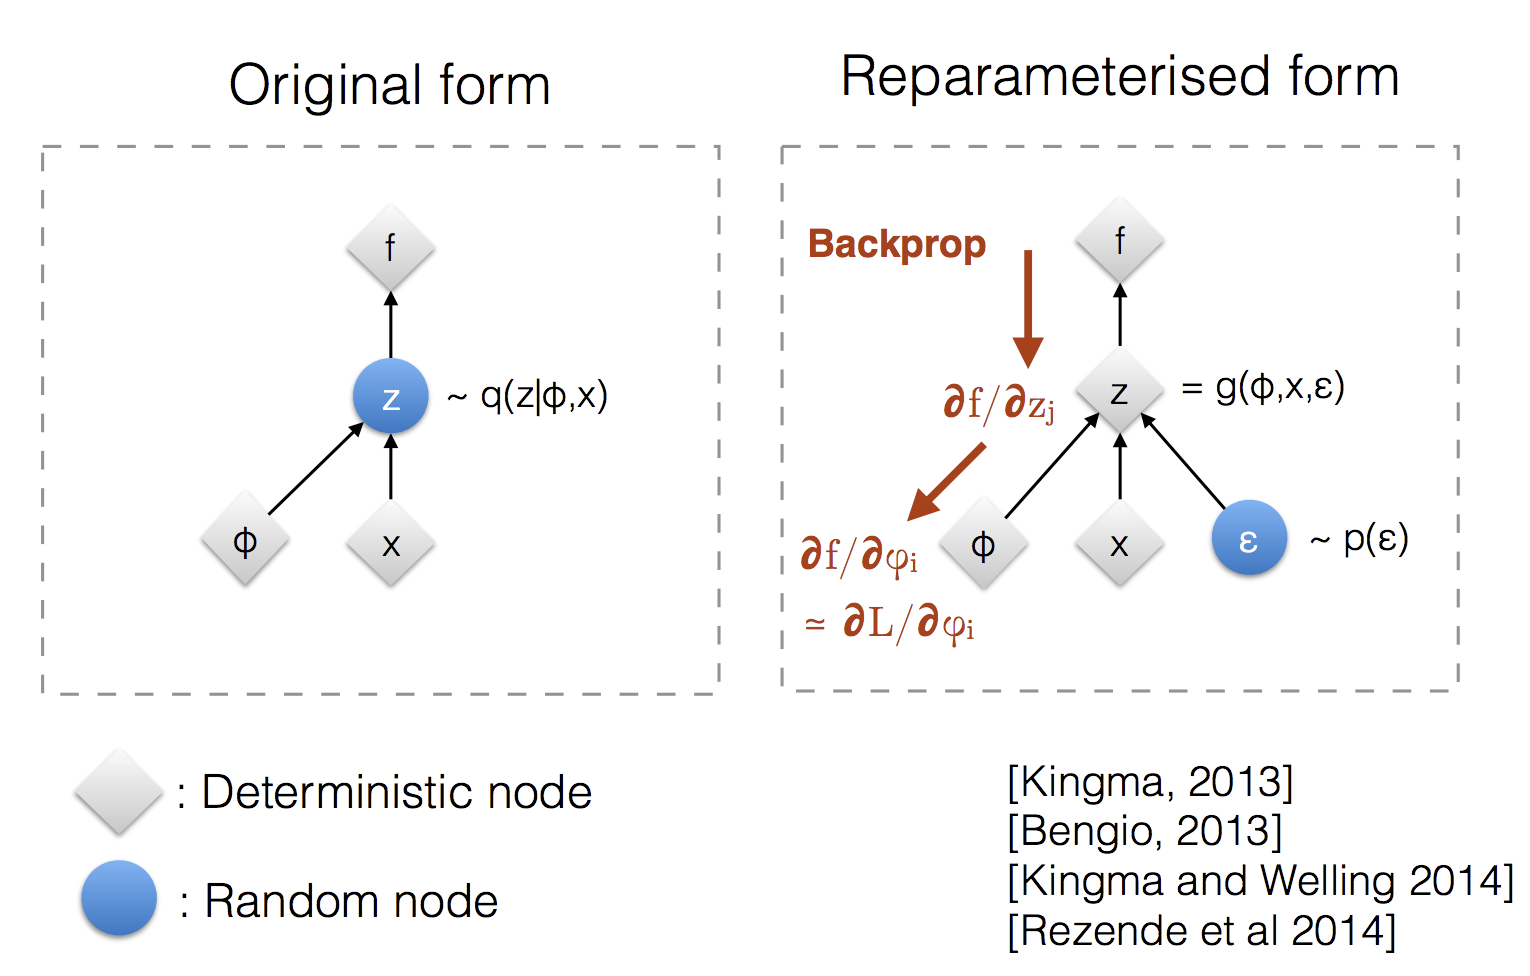 Original form
Reparameterised form
f
z
~ q(z|ϕ,x)
ϕ
x
Backprop
f
∂f/∂zⱼ
z
= g(ϕ,x,ε)
∂f/∂φᵢ
≃ ∂L/∂φᵢ
ϕ
x
ε
~ p(ε)
: Deterministic node
: Random node
[Kingma, 2013]
[Bengio, 2013]
[Kingma and Welling 2014]
[Rezende et al 2014]